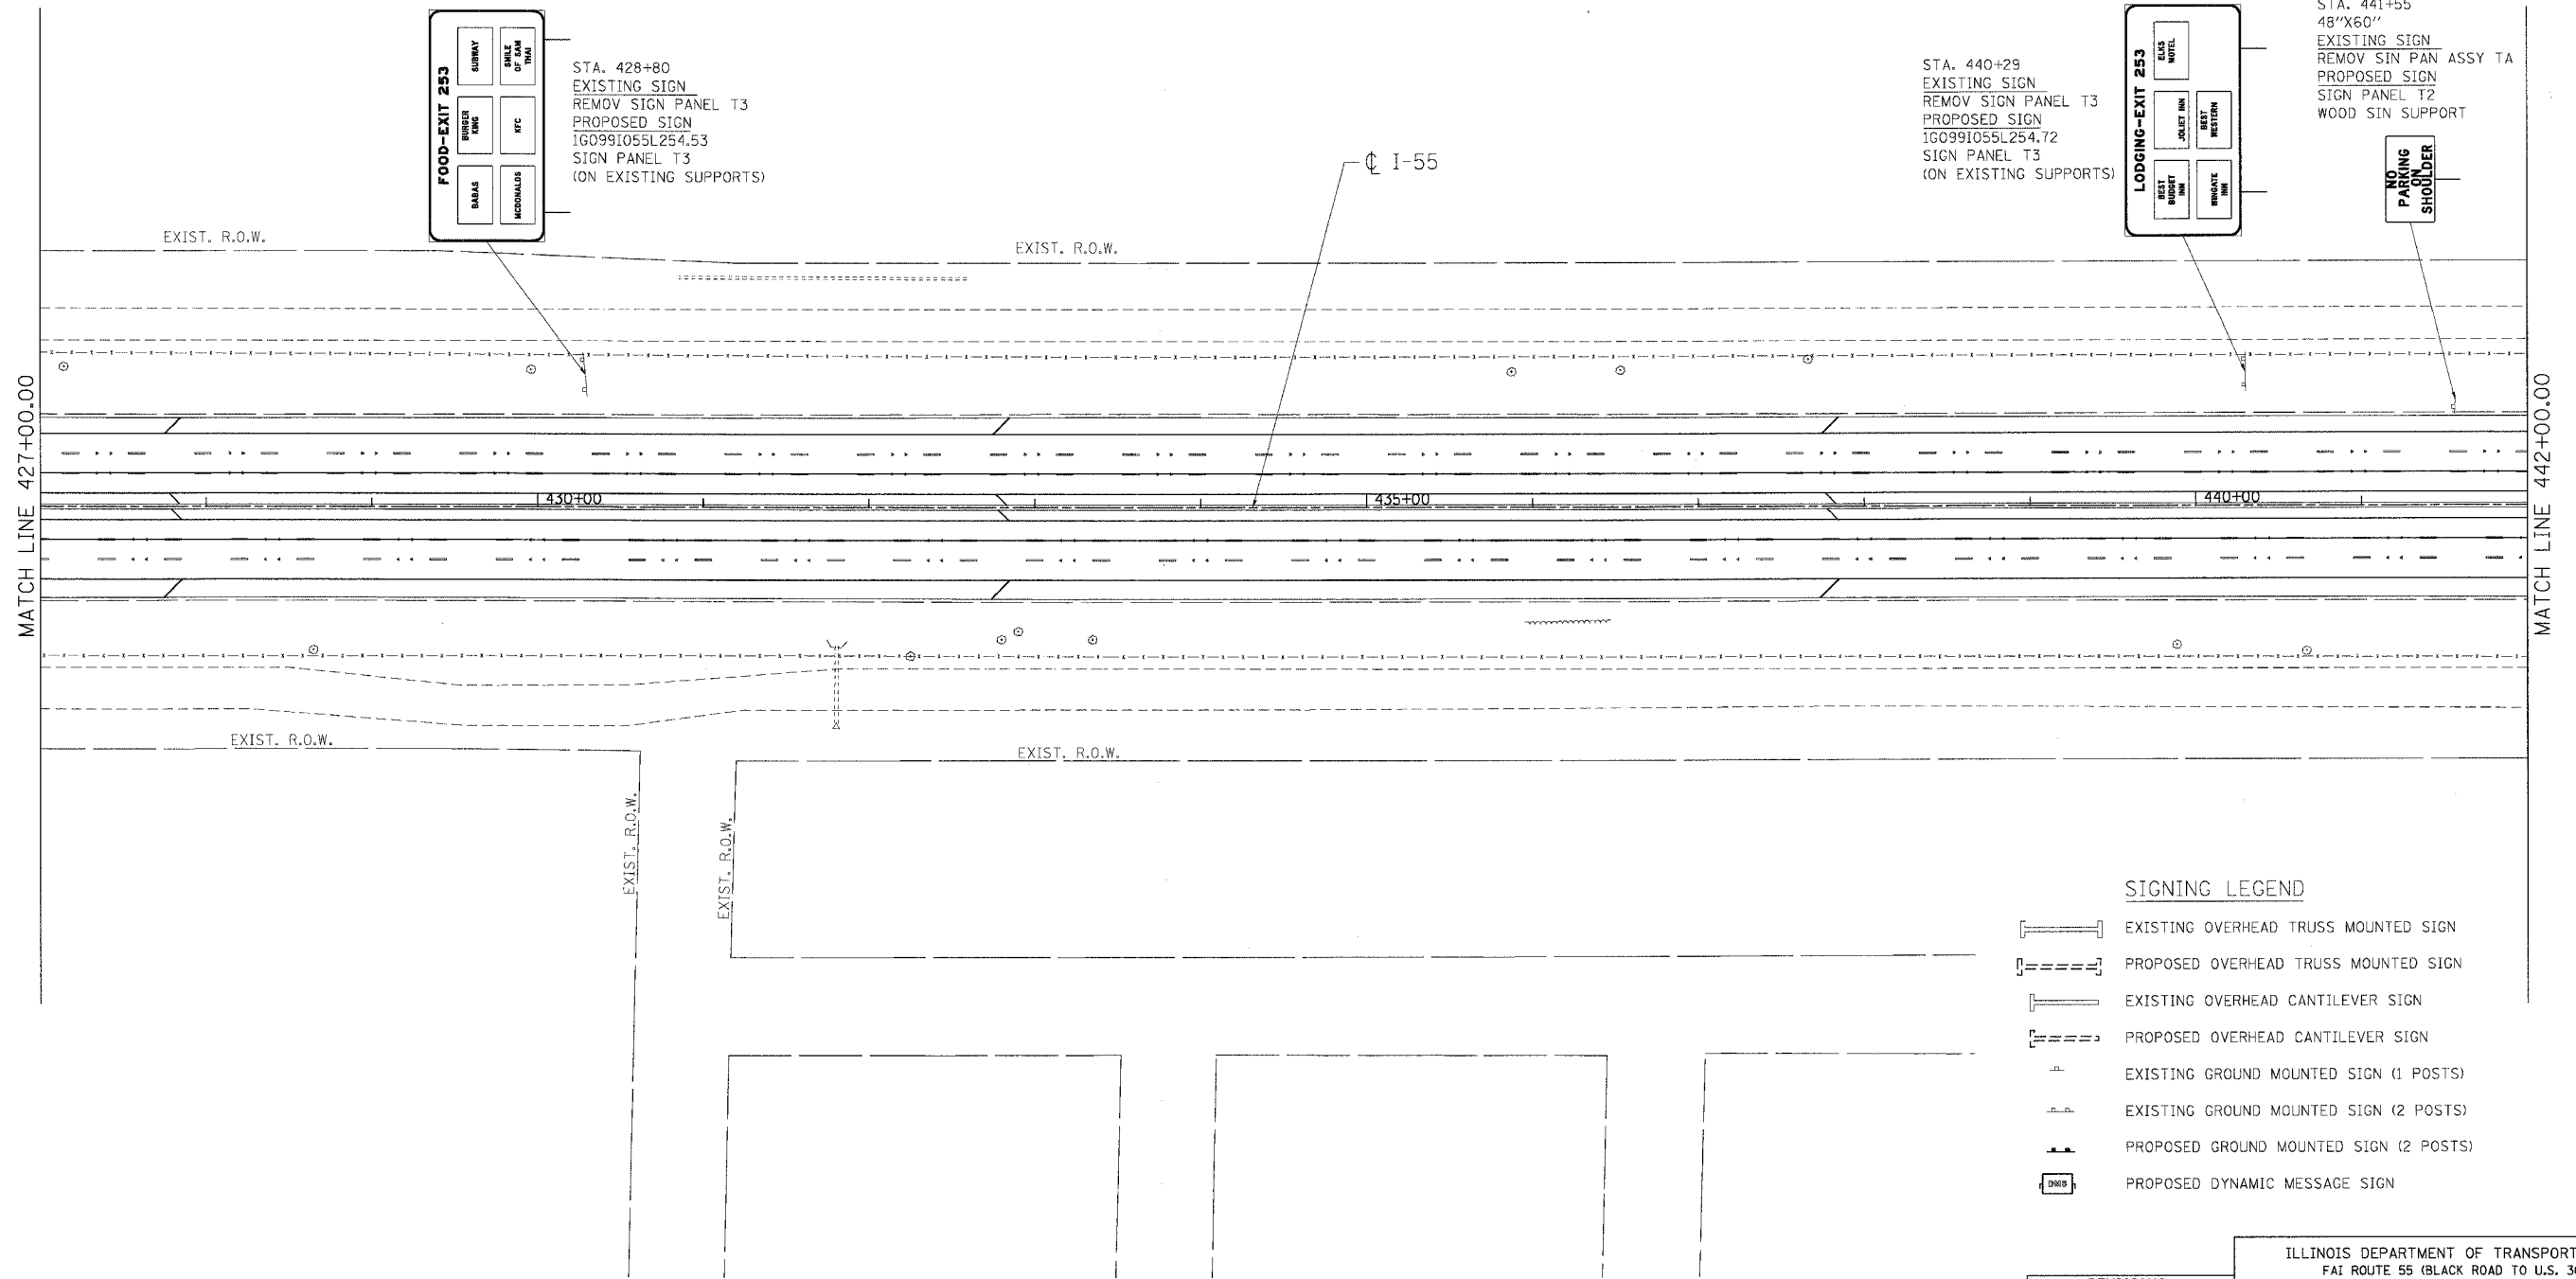 FOOD-EXIT 253
SUBWAY
SMILE
OF SAM
THAI
BURGER
KING
KFC
BABAS
MCDONALDS
STA. 428+80
EXISTING SIGN
REMOV SIGN PANEL T3
PROPOSED SIGN
1G099I055L254.53
SIGN PANEL T3
(ON EXISTING SUPPORTS)
℄ I-55
STA. 440+29
EXISTING SIGN
REMOV SIGN PANEL T3
PROPOSED SIGN
1G099I055L254.72
SIGN PANEL T3
(ON EXISTING SUPPORTS)
LODGING-EXIT 253
ELKS
MOTEL
JOLIET INN
BEST
WESTERN
BEST
BUDGET
INN
WINGATE
INN
STA. 441+55
48"X60"
EXISTING SIGN
REMOV SIN PAN ASSY TA
PROPOSED SIGN
SIGN PANEL T2
WOOD SIN SUPPORT
NO
PARKING
ON
SHOULDER
EXIST. R.O.W.
EXIST. R.O.W.
MATCH LINE 427+00.00
430+00
435+00
440+00
MATCH LINE 442+00.00
EXIST. R.O.W.
EXIST. R.O.W.
EXIST. R.O.W.
EXIST. R.O.W.
SIGNING LEGEND
EXISTING OVERHEAD TRUSS MOUNTED SIGN
PROPOSED OVERHEAD TRUSS MOUNTED SIGN
EXISTING OVERHEAD CANTILEVER SIGN
PROPOSED OVERHEAD CANTILEVER SIGN
EXISTING GROUND MOUNTED SIGN (1 POSTS)
EXISTING GROUND MOUNTED SIGN (2 POSTS)
PROPOSED GROUND MOUNTED SIGN (2 POSTS)
DMS PROPOSED DYNAMIC MESSAGE SIGN
ILLINOIS DEPARTMENT OF TRANSPORT
FAI ROUTE 55 (BLACK ROAD TO U.S.